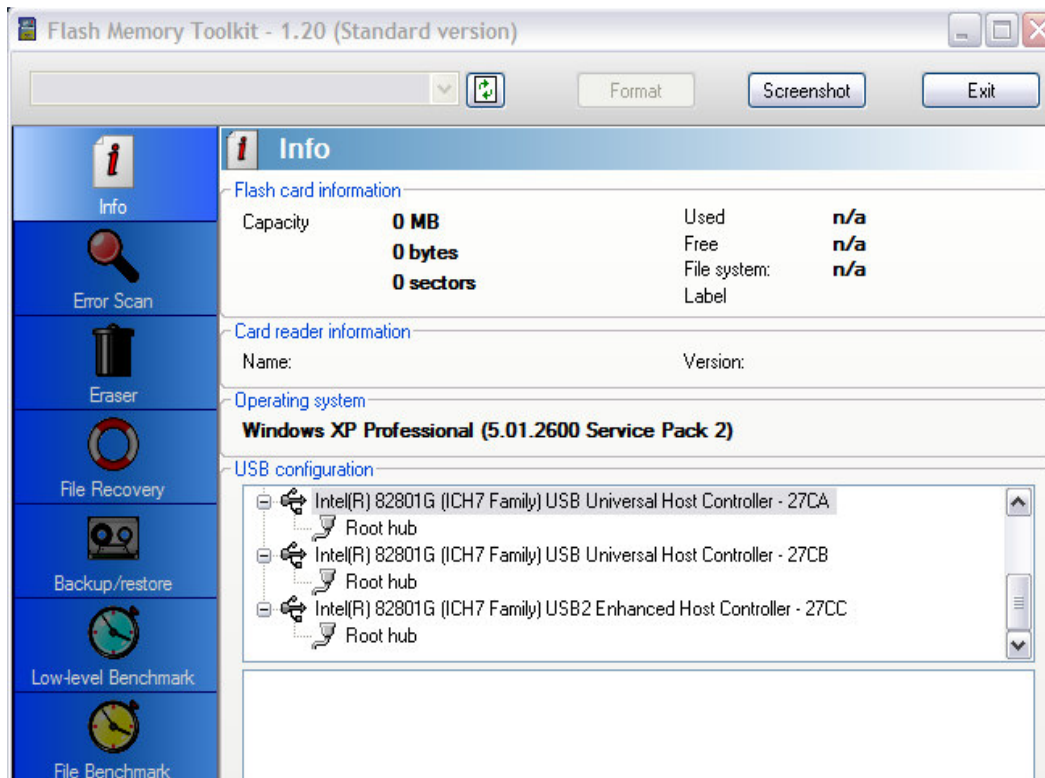 Flash Memory Toolkit - 1.20 (Standard version)
Format
Screenshot
Exit
Info
Error Scan
Eraser
File Recovery
Backup/restore
Low-level Benchmark
File Benchmark
Info
Flash card information
Capacity 0 MB
0 bytes
0 sectors
Used n/a
Free n/a
File system: n/a
Label
Card reader information
Name: Version:
Operating system
Windows XP Professional (5.01.2600 Service Pack 2)
USB configuration
Intel(R) 82801G (ICH7 Family) USB Universal Host Controller - 27CA
Root hub
Intel(R) 82801G (ICH7 Family) USB Universal Host Controller - 27CB
Root hub
Intel(R) 82801G (ICH7 Family) USB2 Enhanced Host Controller - 27CC
Root hub